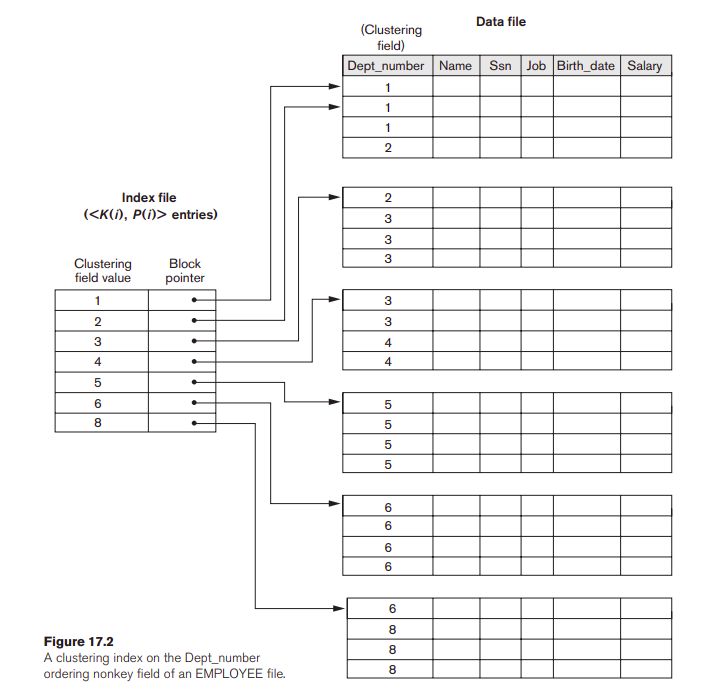 Data file
(Clustering
field)
Dept_number Name Ssn Job Birth_date Salary
1
1
1
2
Index file
(<K(i), P(i)> entries)
Clustering
field value
Block
pointer
1
2
3
4
5
6
8
2
3
3
3
3
3
4
4
5
5
5
5
6
6
6
6
6
8
8
8
Figure 17.2
A clustering index on the Dept_number
ordering nonkey field of an EMPLOYEE file.